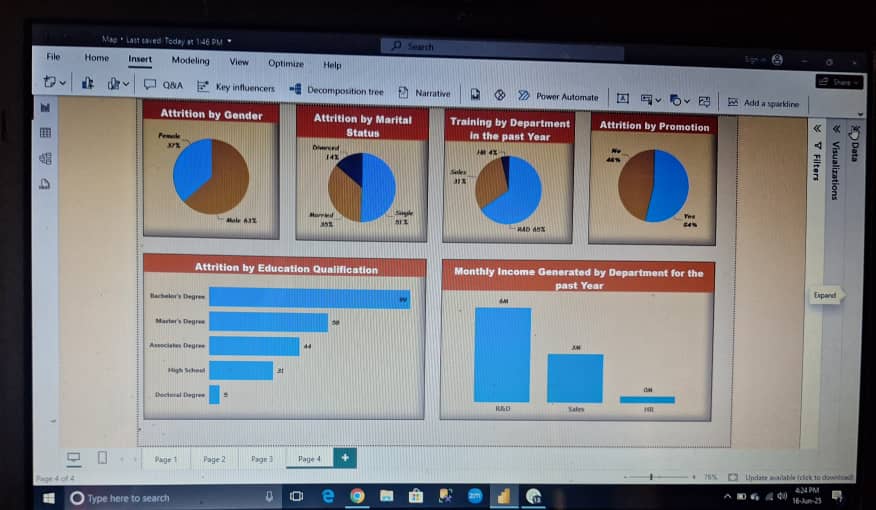 Map • Last saved: Today at 1:46 PM
Search
Sign in
File Home Insert Modeling View Optimize Help
Share
Q&A Key influencers Decomposition tree Narrative Power Automate Add a sparkline
Attrition by Gender
Female
37%
Male 63%
Attrition by Marital
Status
Divorced
14%
Married
35%
Single
51%
Training by Department
in the past Year
HR 4%
Sales
31%
R&D 65%
Attrition by Promotion
No
46%
Yes
54%
Filters
Visualizations
Data
Expand
Attrition by Education Qualification
Bachelor's Degree
Master's Degree 58
Associates Degree 44
High School 31
Doctoral Degree 5
Monthly Income Generated by Department for the
past Year
6M
3M
0M
R&D Sales HR
Page 1 Page 2 Page 3 Page 4 +
Page 4 of 4
76%
Update available (click to download)
Type here to search
zm
4:24 PM
16-Jun-25